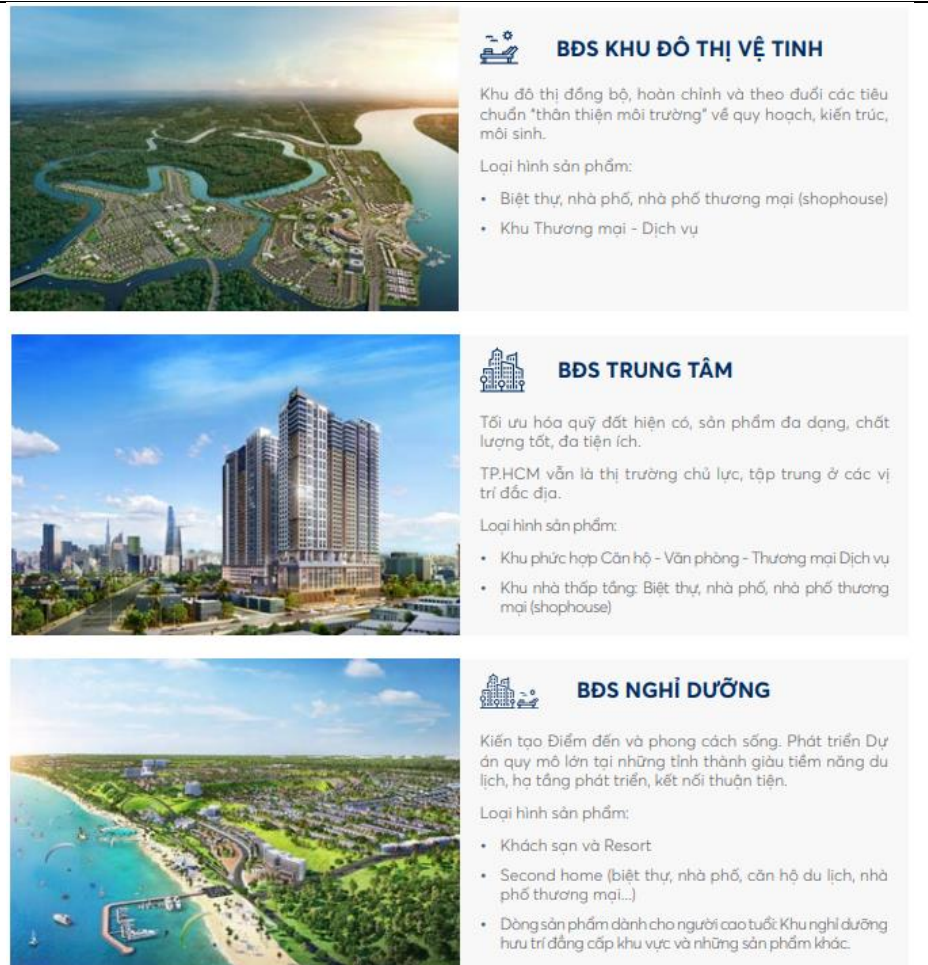 BĐS KHU ĐÔ THỊ VỆ TINH
Khu đô thị đồng bộ, hoàn chỉnh và theo đuổi các tiêu
chuẩn "thân thiện môi trường" về quy hoạch, kiến trúc,
môi sinh.
Loại hình sản phẩm:
• Biệt thự, nhà phố, nhà phố thương mại (shophouse)
• Khu Thương mại - Dịch vụ
BĐS TRUNG TÂM
Tối ưu hóa quỹ đất hiện có, sản phẩm đa dạng, chất
lượng tốt, đa tiện ích.
TP.HCM vẫn là thị trường chủ lực, tập trung ở các vị
trí đắc địa.
Loại hình sản phẩm:
• Khu phức hợp Căn hộ - Văn phòng - Thương mại Dịch vụ
• Khu nhà thấp tầng: Biệt thự, nhà phố, nhà phố thương
mại (shophouse)
BĐS NGHỈ DƯỠNG
Kiến tạo Điểm đến và phong cách sống. Phát triển Dự
án quy mô lớn tại những tỉnh thành giàu tiềm năng du
lịch, hạ tầng phát triển, kết nối thuận tiện.
Loại hình sản phẩm:
• Khách sạn và Resort
• Second home (biệt thự, nhà phố, căn hộ du lịch, nhà
phố thương mại...)
• Dòng sản phẩm dành cho người cao tuổi: Khu nghỉ dưỡng
hưu trí đẳng cấp khu vực và những sản phẩm khác.